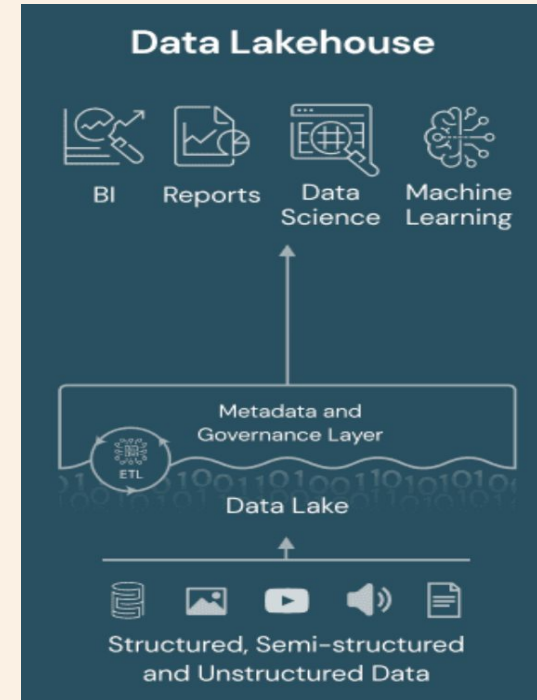 Data Lakehouse
BI
Reports
Data
Science
Machine
Learning
Metadata and
Governance Layer
ETL
Data Lake
Structured, Semi-structured
and Unstructured Data